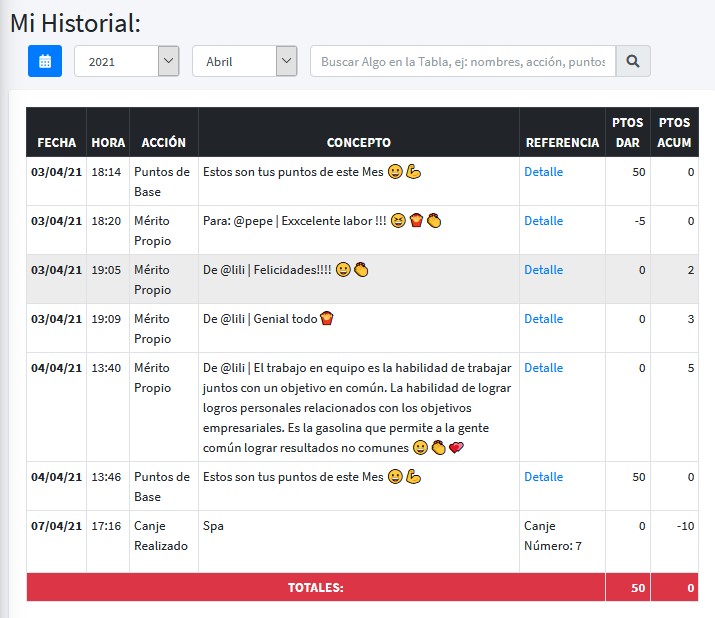 Mi Historial:
2021 Abril Buscar Algo en la Tabla, ej: nombres, acción, puntos
FECHA HORA ACCIÓN CONCEPTO REFERENCIA PTOS DAR PTOS ACUM
03/04/21 18:14 Puntos de Base Estos son tus puntos de este Mes 😀💪 Detalle 50 0
03/04/21 18:20 Mérito Propio Para: @pepe | Exxcelente labor !!! 😆🍟👏 Detalle -5 0
03/04/21 19:05 Mérito Propio De @lili | Felicidades!!!! 😀👏 Detalle 0 2
03/04/21 19:09 Mérito Propio De @lili | Genial todo🍟 Detalle 0 3
04/04/21 13:40 Mérito Propio De @lili | El trabajo en equipo es la habilidad de trabajar
juntos con un objetivo en común. La habilidad de lograr
logros personales relacionados con los objetivos
empresariales. Es la gasolina que permite a la gente
común lograr resultados no comunes 😀👏💞 Detalle 0 5
04/04/21 13:46 Puntos de Base Estos son tus puntos de este Mes 😀💪 Detalle 50 0
07/04/21 17:16 Canje Realizado Spa Canje Número: 7 0 -10
TOTALES: 50 0